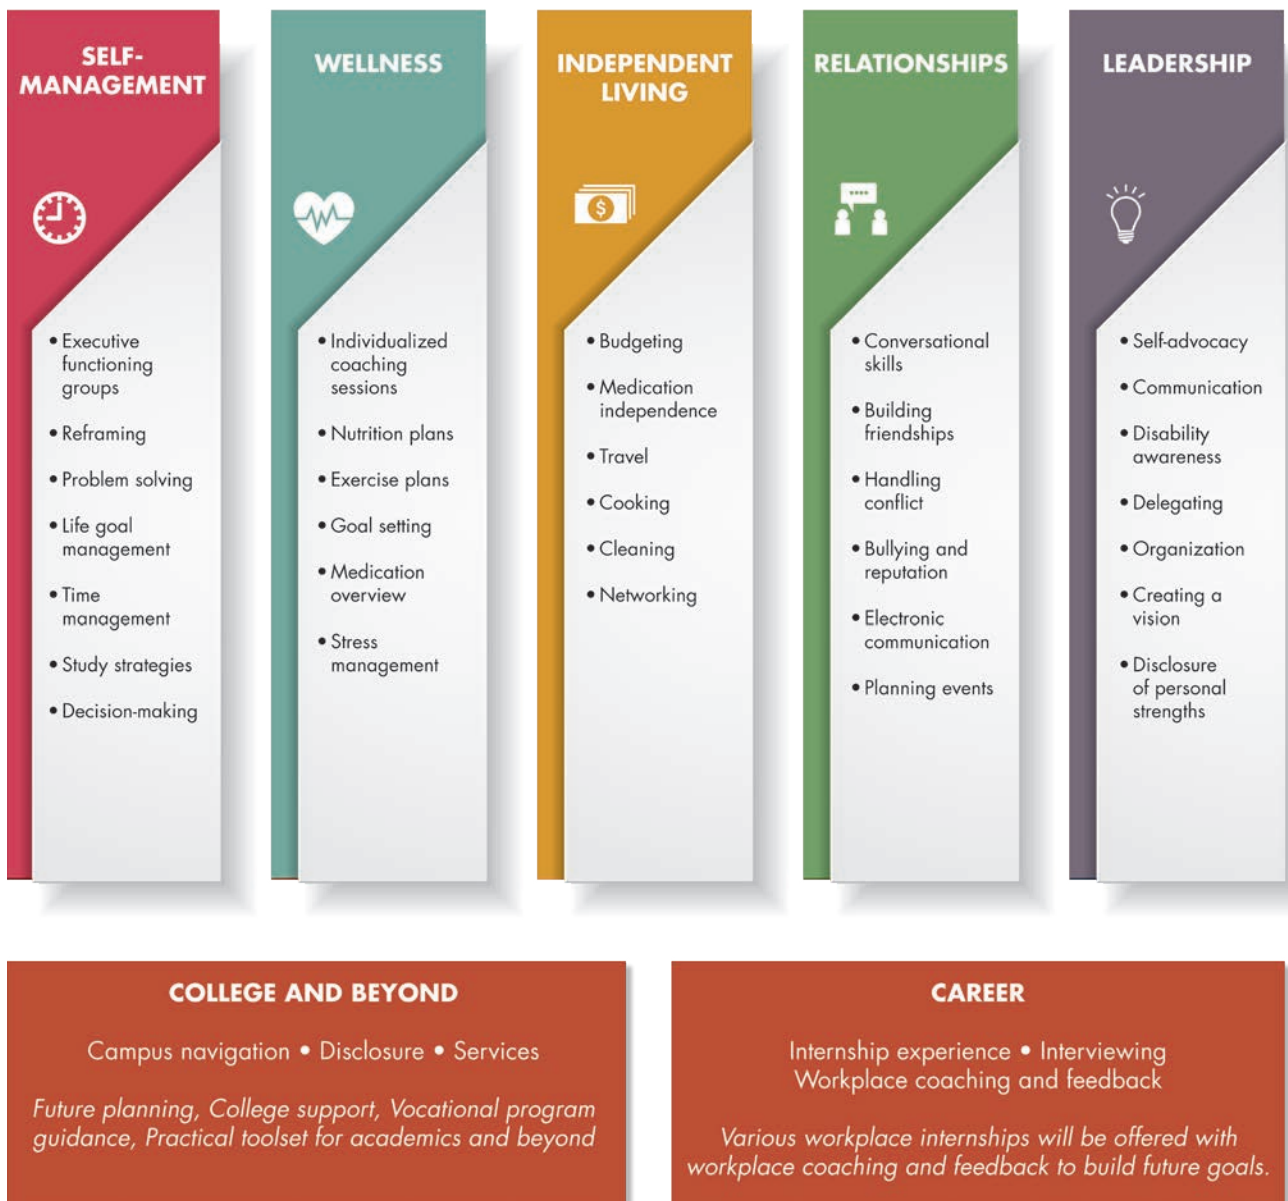 SELF-
MANAGEMENT
• Executive
functioning
groups
• Reframing
• Problem solving
• Life goal
management
• Time
management
• Study strategies
• Decision-making
WELLNESS
• Individualized
coaching
sessions
• Nutrition plans
• Exercise plans
• Goal setting
• Medication
overview
• Stress
management
INDEPENDENT
LIVING
$
• Budgeting
• Medication
independence
• Travel
• Cooking
• Cleaning
• Networking
RELATIONSHIPS
• Conversational
skills
• Building
friendships
• Handling
conflict
• Bullying and
reputation
• Electronic
communication
• Planning events
LEADERSHIP
• Self-advocacy
• Communication
• Disability
awareness
• Delegating
• Organization
• Creating a
vision
• Disclosure
of personal
strengths
COLLEGE AND BEYOND
Campus navigation • Disclosure • Services
Future planning, College support, Vocational program
guidance, Practical toolset for academics and beyond
CAREER
Internship experience • Interviewing
Workplace coaching and feedback
Various workplace internships will be offered with
workplace coaching and feedback to build future goals.